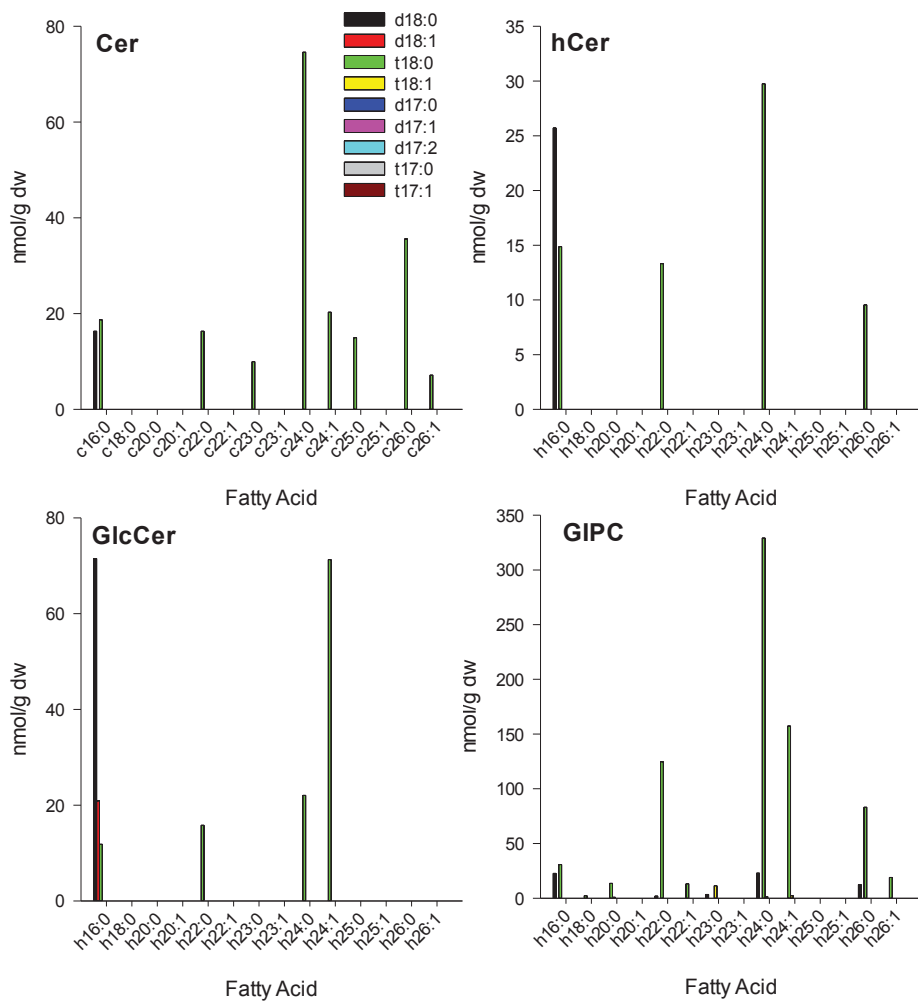 Cer
80
60
40
20
0
nmol/g dw
c16:0
c18:0
c20:0
c20:1
c22:0
c22:1
c23:0
c23:1
c24:0
c24:1
c25:0
c25:1
c26:0
c26:1
Fatty Acid
d18:0
d18:1
t18:0
t18:1
d17:0
d17:1
d17:2
t17:0
t17:1
hCer
35
30
25
20
15
10
5
0
nmol/g dw
h16:0
h18:0
h20:0
h20:1
h22:0
h22:1
h23:0
h23:1
h24:0
h24:1
h25:0
h25:1
h26:0
h26:1
Fatty Acid
GlcCer
80
60
40
20
0
nmol/g dw
h16:0
h18:0
h20:0
h20:1
h22:0
h22:1
h23:0
h23:1
h24:0
h24:1
h25:0
h25:1
h26:0
h26:1
Fatty Acid
GIPC
350
300
250
200
150
100
50
0
nmol/g dw
h16:0
h18:0
h20:0
h20:1
h22:0
h22:1
h23:0
h23:1
h24:0
h24:1
h25:0
h25:1
h26:0
h26:1
Fatty Acid